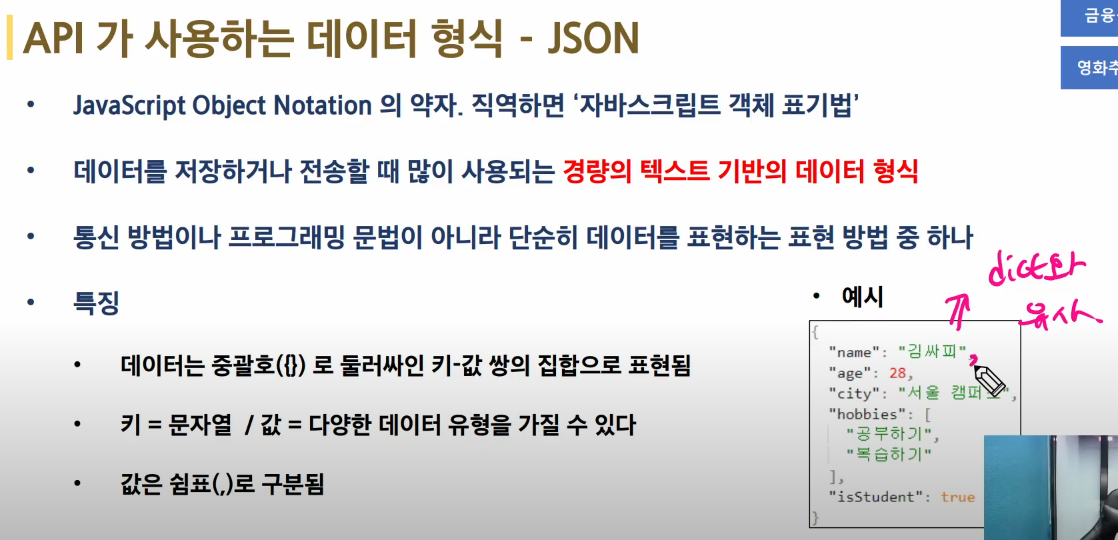 API 가 사용하는 데이터 형식 - JSON
금융
영화추
• JavaScript Object Notation 의 약자. 직역하면 ‘자바스크립트 객체 표기법’
• 데이터를 저장하거나 전송할 때 많이 사용되는 경량의 텍스트 기반의 데이터 형식
• 통신 방법이나 프로그래밍 문법이 아니라 단순히 데이터를 표현하는 표현 방법 중 하나
• 특징
• 데이터는 중괄호({}) 로 둘러싸인 키-값 쌍의 집합으로 표현됨
• 키 = 문자열 / 값 = 다양한 데이터 유형을 가질 수 있다
• 값은 쉼표(,)로 구분됨
• 예시
dict와
유사.
{
"name": "김싸피",
"age": 28,
"city": "서울
"hobbies": [
"공부하기",
"복습하기"
],
"isStudent": true
}